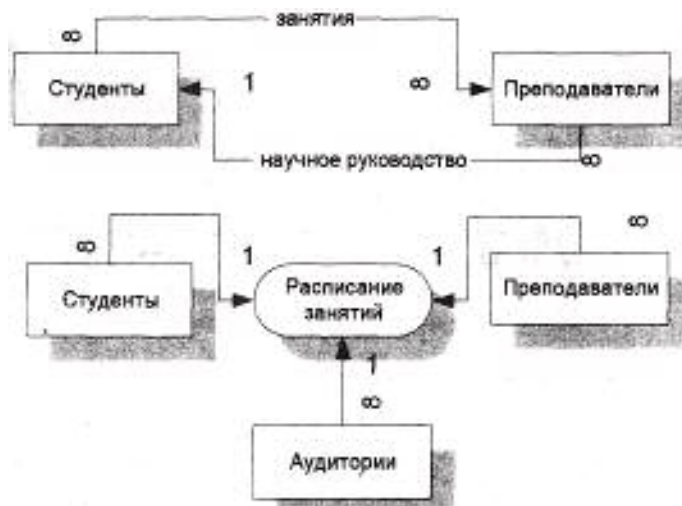 занятия
∞
Студенты
1
∞
Преподаватели
научное руководство
∞
∞
1
1
∞
Студенты
Расписание
занятий
Преподаватели
1
∞
Аудитории